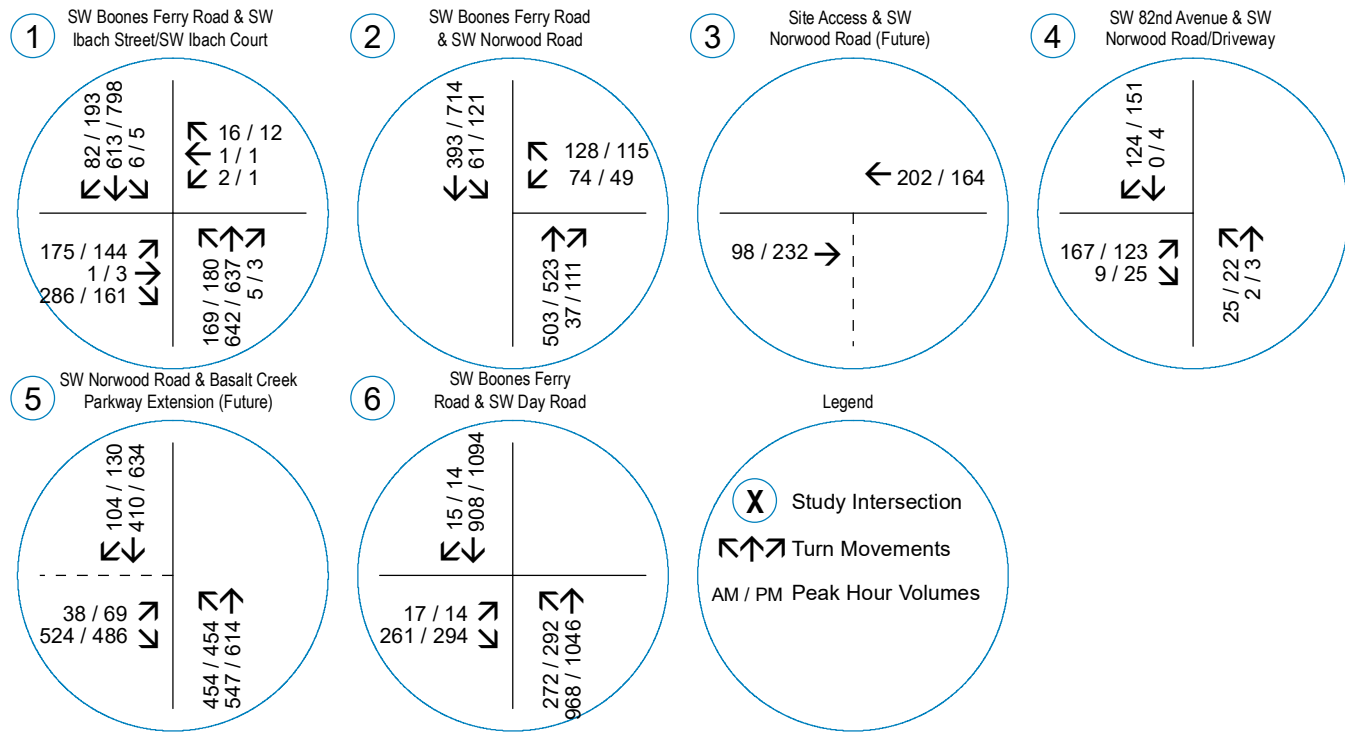 1
SW Boones Ferry Road & SW
Ibach Street/SW Ibach Court
82 / 193
613 / 798
6 / 5
16 / 12
1 / 1
2 / 1
175 / 144
1 / 3
286 / 161
169 / 180
642 / 637
5 / 3
2
SW Boones Ferry Road
& SW Norwood Road
393 / 714
61 / 121
128 / 115
74 / 49
503 / 523
37 / 111
3
Site Access & SW
Norwood Road (Future)
202 / 164
98 / 232
4
SW 82nd Avenue & SW
Norwood Road/Driveway
124 / 151
0 / 4
167 / 123
9 / 25
25 / 22
2 / 3
5
SW Norwood Road & Basalt Creek
Parkway Extension (Future)
104 / 130
410 / 634
38 / 69
524 / 486
454 / 454
547 / 614
6
SW Boones Ferry
Road & SW Day Road
15 / 14
908 / 1094
17 / 14
261 / 294
272 / 292
968 / 1046
Legend
X Study Intersection
Turn Movements
AM / PM Peak Hour Volumes